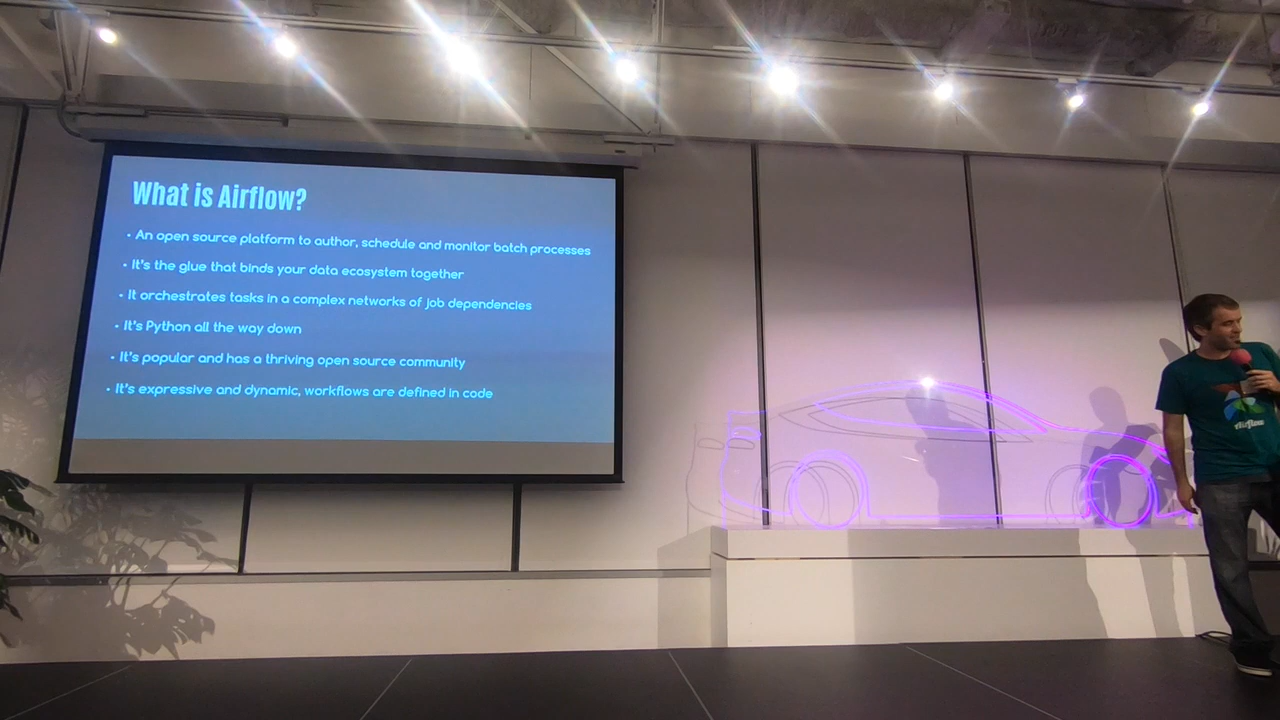 What is Airflow?
• An open source platform to author, schedule and monitor batch processes
• It's the glue that binds your data ecosystem together
• It orchestrates tasks in a complex networks of job dependencies
• It's Python all the way down
• It's popular and has a thriving open source community
• It's expressive and dynamic, workflows are defined in code
Airflow